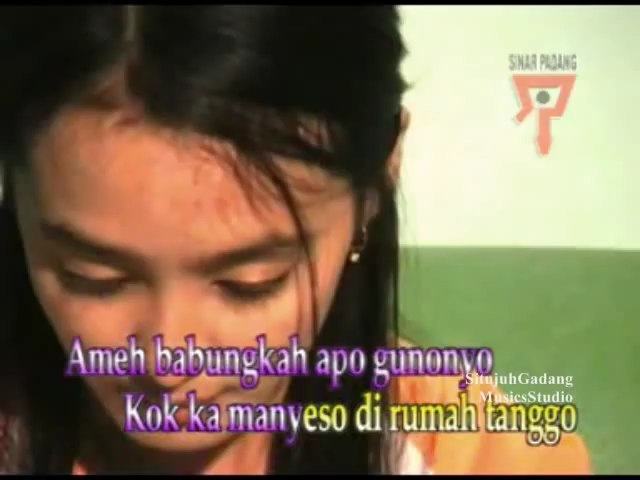 SINAR PADANG
Ameh babungkah apo gunonyo
SitujuhGadang
MusicsStudio
Kok ka manyeso di rumah tanggo